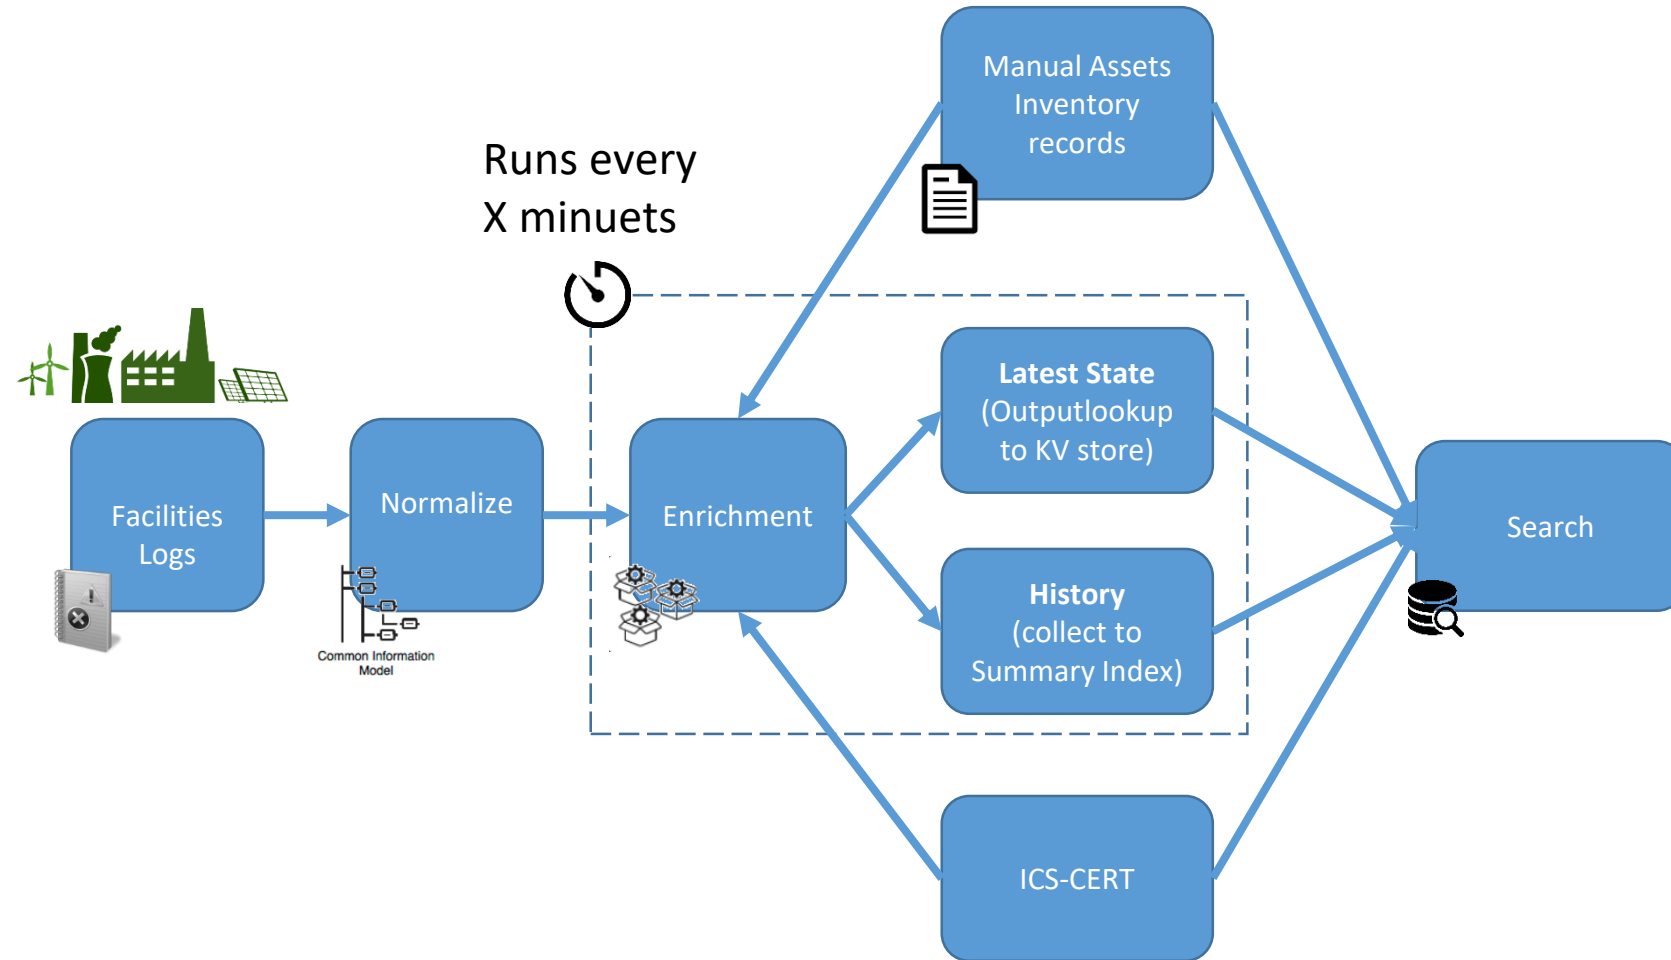 Manual Assets
Inventory
records
Runs every
X minuets
Latest State
(Outputlookup
to KV store)
Facilities
Logs
Normalize
Common Information
Model
Enrichment
History
(collect to
Summary Index)
Search
ICS-CERT